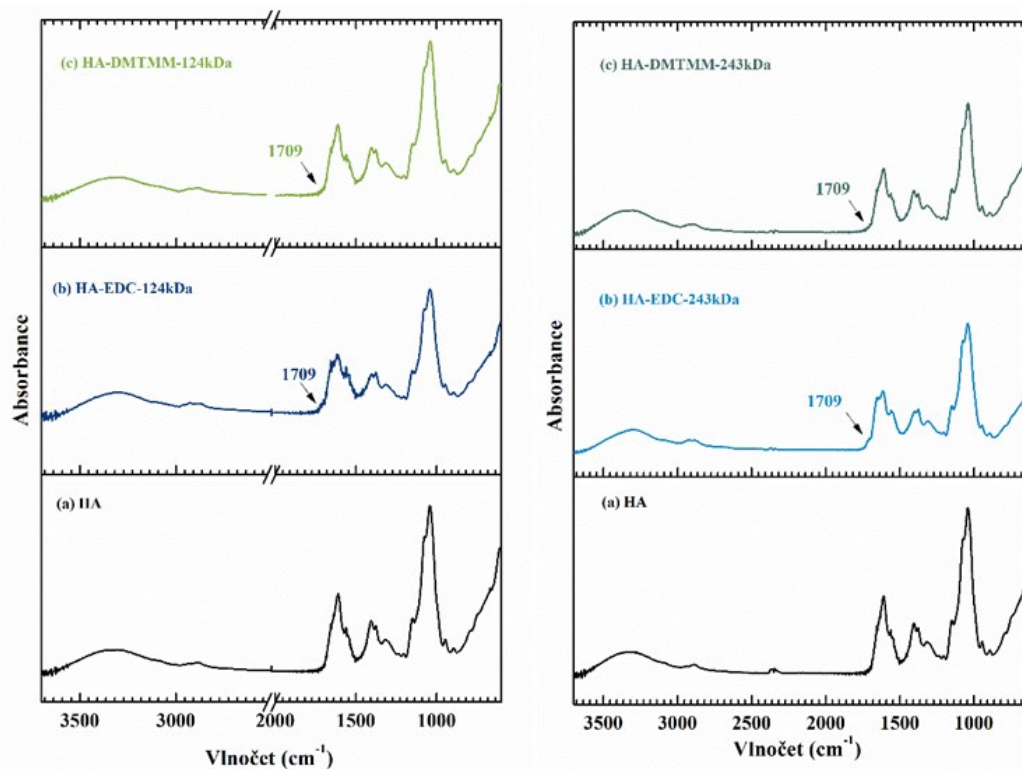 (c) HA-DMTMM-124kDa
1709
(b) HA-EDC-124kDa
1709
(a) HA
Absorbance
3500 3000 2000 1500 1000
Vlnočet (cm⁻¹)
(c) HA-DMTMM-243kDa
1709
(b) HA-EDC-243kDa
1709
(a) HA
Absorbance
3500 3000 2500 2000 1500 1000
Vlnočet (cm⁻¹)